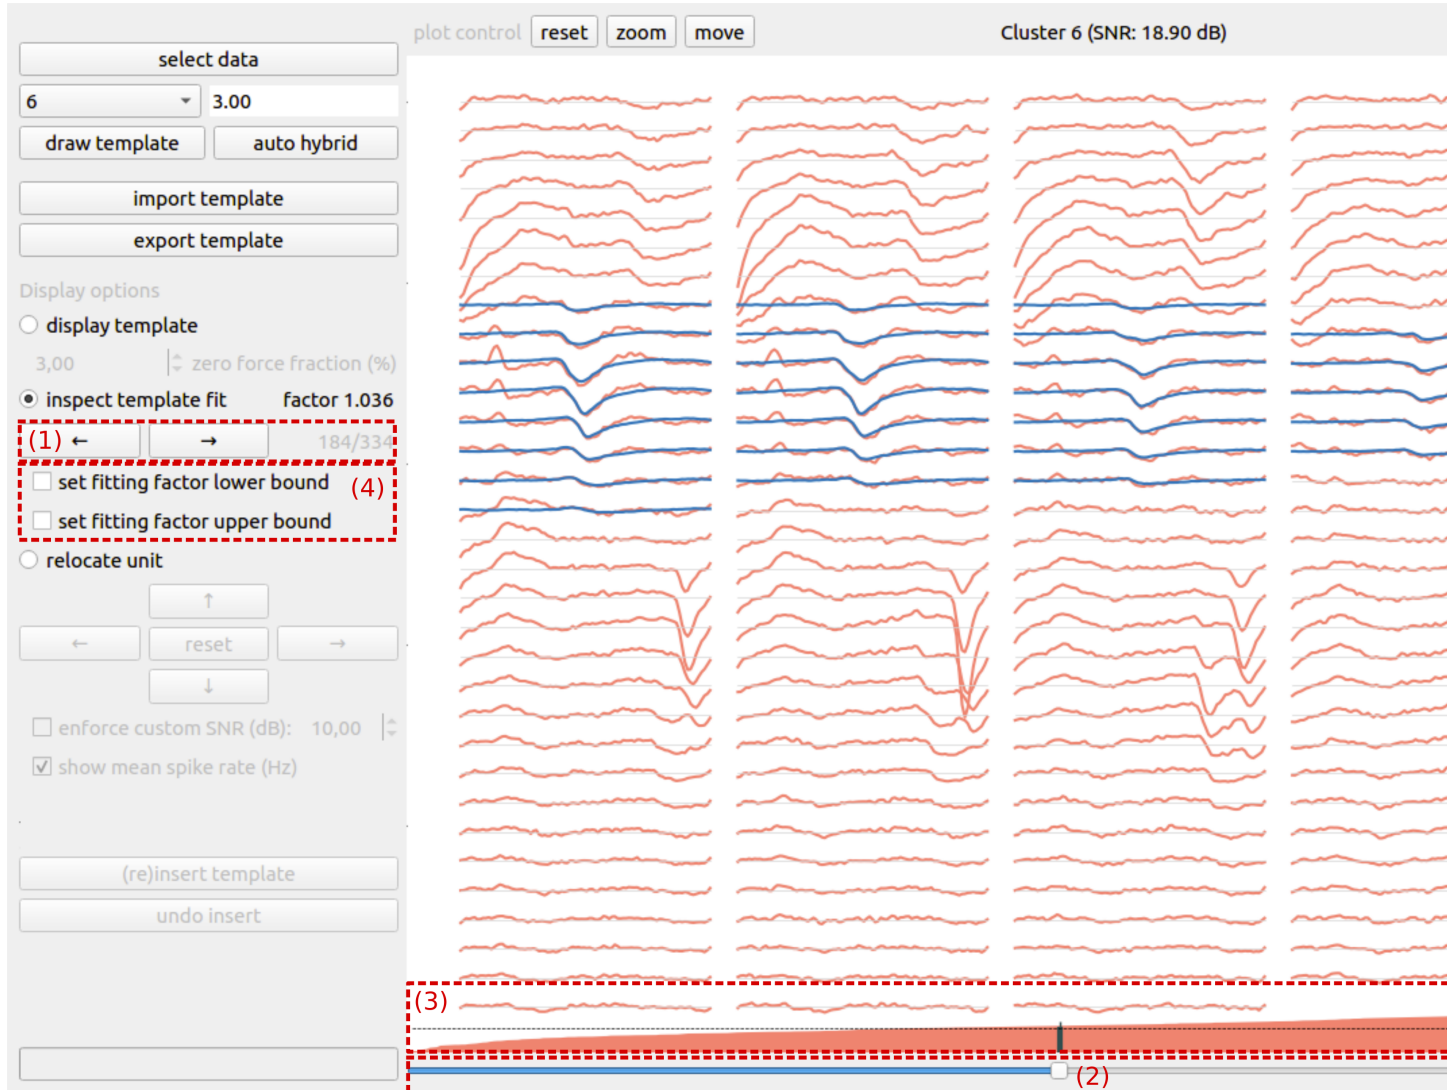 plot control reset zoom move Cluster 6 (SNR: 18.90 dB)
select data
6 3.00
draw template auto hybrid
import template
export template
Display options
display template
3,00 zero force fraction (%)
inspect template fit factor 1.036
(1) ← → 184/334
set fitting factor lower bound (4)
set fitting factor upper bound
relocate unit
↑
← reset →
↓
enforce custom SNR (dB): 10,00
show mean spike rate (Hz)
(re)insert template
undo insert
(3)
(2)